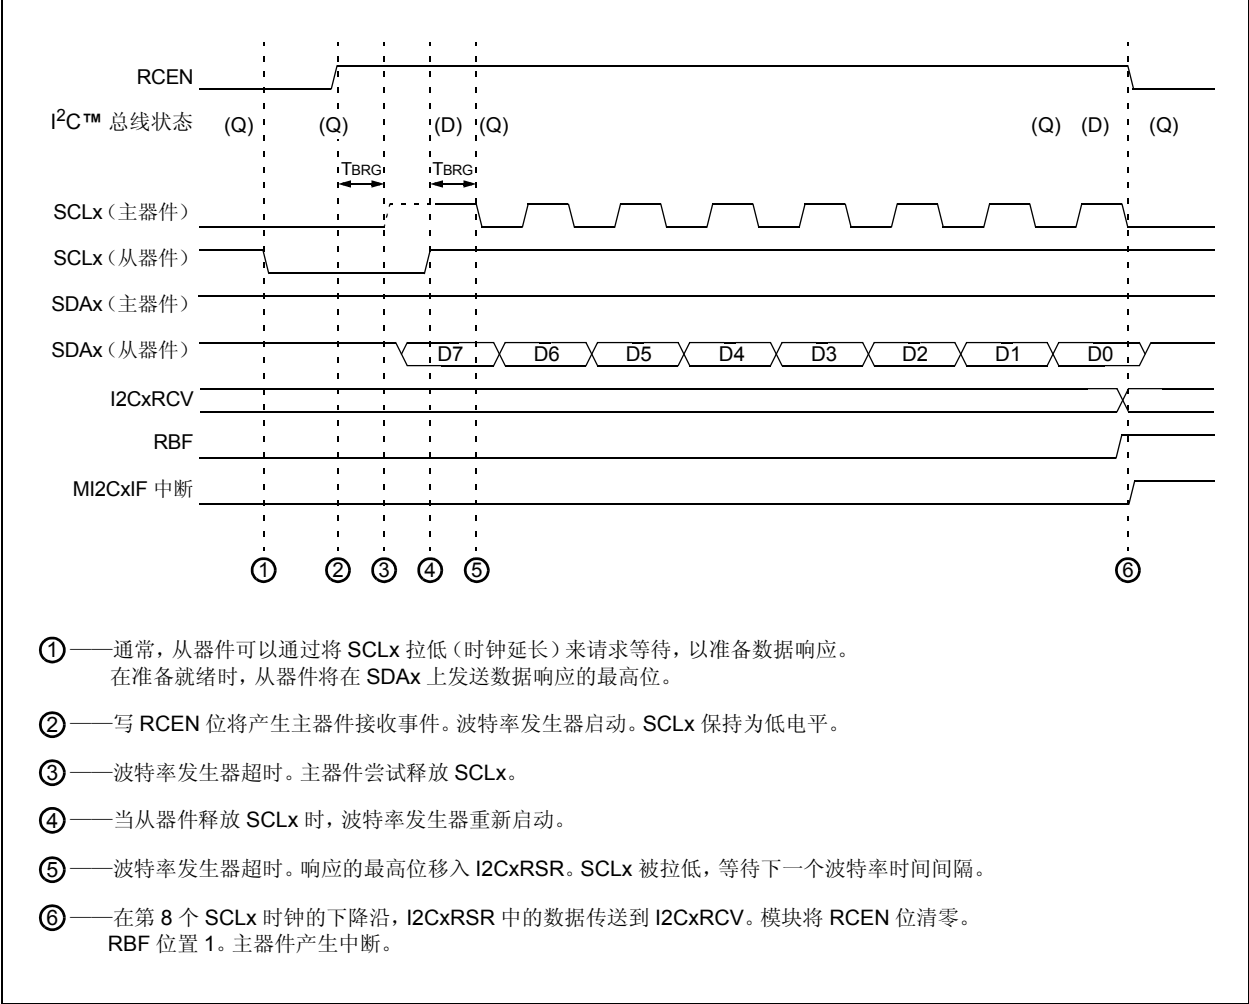 RCEN
I²C™ 总线状态 (Q) (Q) (D) (Q) (Q) (D) (Q)
TBRG TBRG
SCLx（主器件）
SCLx（从器件）
SDAx（主器件）
SDAx（从器件） D7 D6 D5 D4 D3 D2 D1 D0
I2CxRCV
RBF
MI2CxIF 中断
① ② ③ ④ ⑤ ⑥
①——通常，从器件可以通过将 SCLx 拉低（时钟延长）来请求等待，以准备数据响应。
在准备就绪时，从器件将在 SDAx 上发送数据响应的最高位。
②——写 RCEN 位将产生主器件接收事件。波特率发生器启动。SCLx 保持为低电平。
③——波特率发生器超时。主器件尝试释放 SCLx。
④——当从器件释放 SCLx 时，波特率发生器重新启动。
⑤——波特率发生器超时。响应的最高位移入 I2CxRSR。SCLx 被拉低，等待下一个波特率时间间隔。
⑥——在第 8 个 SCLx 时钟的下降沿，I2CxRSR 中的数据传送到 I2CxRCV。模块将 RCEN 位清零。
RBF 位置 1。主器件产生中断。